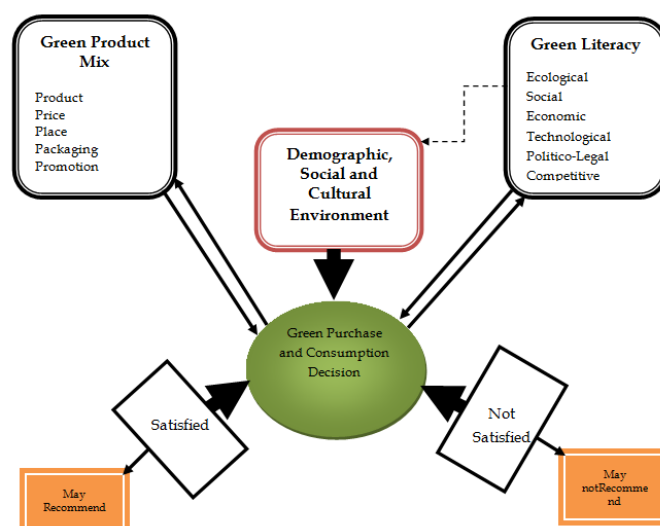 Green Product
Mix
Product
Price
Place
Packaging
Promotion
Green Literacy
Ecological
Social
Economic
Technological
Politico-Legal
Competitive
Demographic,
Social and
Cultural
Environment
Green Purchase
and Consumption
Decision
Satisfied
Not
Satisfied
May
Recommend
May
notRecomme
nd